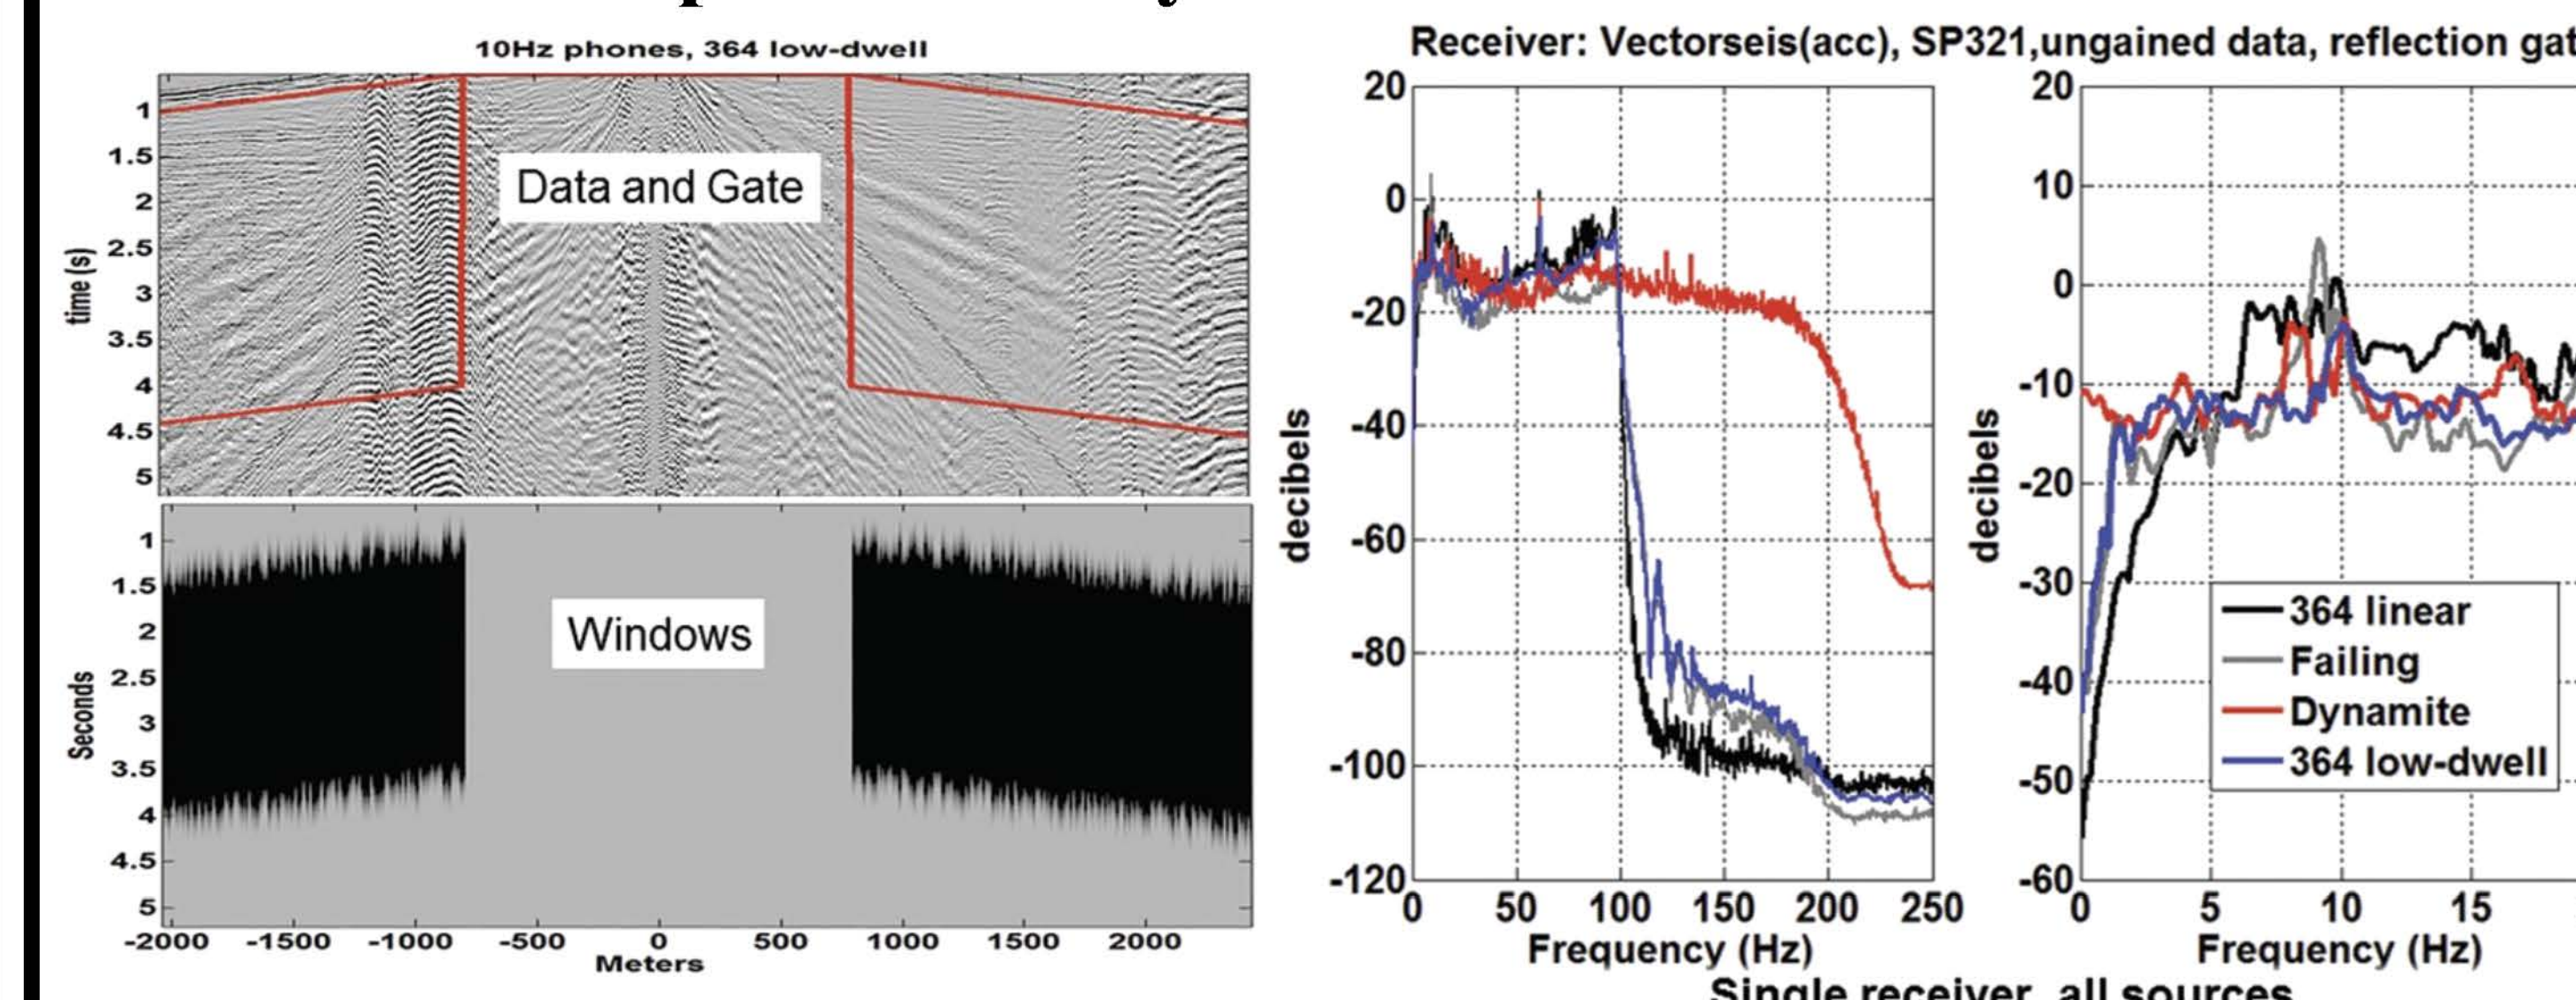 10Hz phones, 364 low-dwell
time (s)
1
1.5
2
2.5
3
3.5
4
4.5
5
Data and Gate
Seconds
1
1.5
2
2.5
3
3.5
4
4.5
5
Windows
-2000 -1500 -1000 -500 0 500 1000 1500 2000
Meters
Receiver: Vectorseis(acc), SP321,ungained data, reflection
decibels
20
0
-20
-40
-60
-80
-100
-120
0 50 100 150 200 250
Frequency (Hz)
decibels
20
10
0
-10
-20
-30
-40
-50
-60
364 linear
Failing
Dynamite
364 low-dwell
0 5 10 15
Frequency (Hz)
Single receiver, all sources